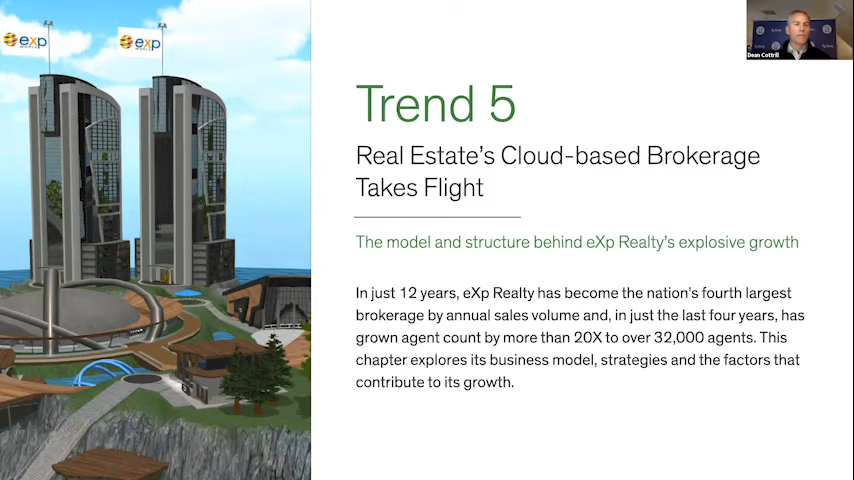 exp
WORLD
exp
WORLD
Dean Cottrill
Trend 5
Real Estate's Cloud-based Brokerage
Takes Flight
The model and structure behind eXp Realty's explosive growth
In just 12 years, eXp Realty has become the nation's fourth largest
brokerage by annual sales volume and, in just the last four years, has
grown agent count by more than 20X to over 32,000 agents. This
chapter explores its business model, strategies and the factors that
contribute to its growth.